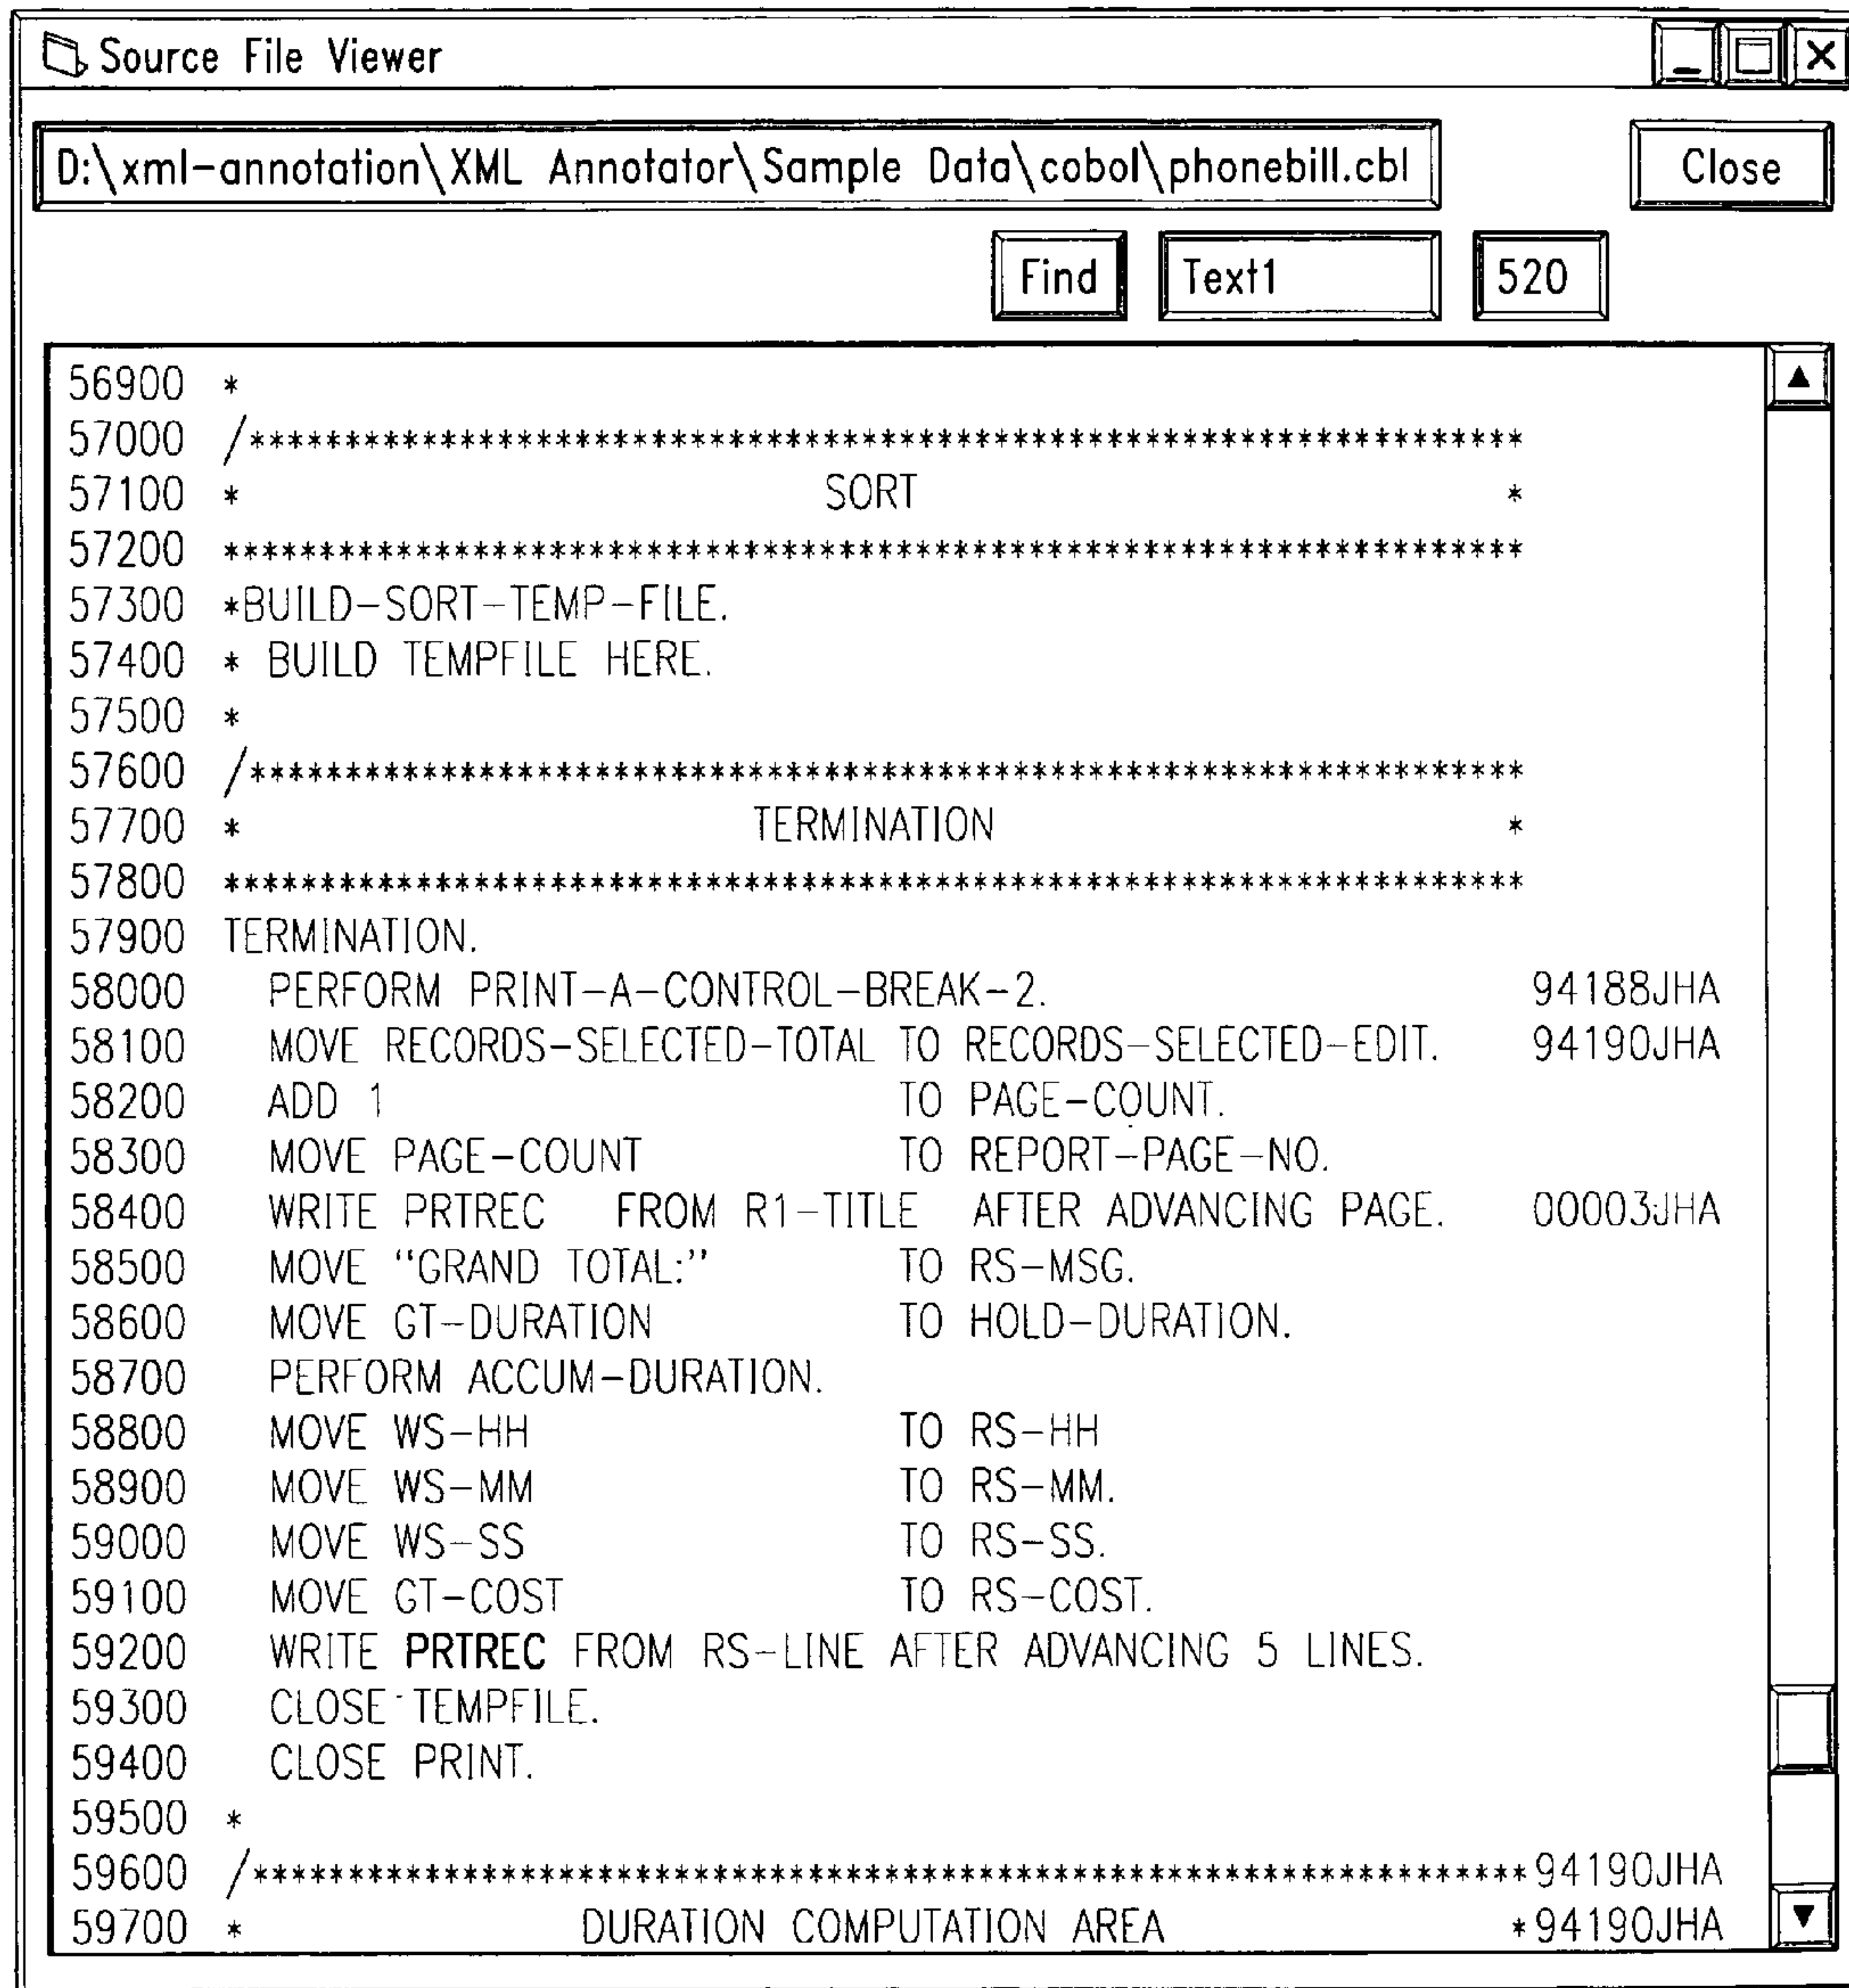 Source File Viewer
D:\xml-annotation\XML Annotator\Sample Data\cobol\phonebill.cbl Close
Find Text1 520
56900 *
57000 /*******************************************************************
57100 * SORT *
57200 ********************************************************************
57300 *BUILD-SORT-TEMP-FILE.
57400 * BUILD TEMPFILE HERE.
57500 *
57600 /*******************************************************************
57700 * TERMINATION *
57800 ********************************************************************
57900 TERMINATION.
58000 PERFORM PRINT-A-CONTROL-BREAK-2. 94188JHA
58100 MOVE RECORDS-SELECTED-TOTAL TO RECORDS-SELECTED-EDIT. 94190JHA
58200 ADD 1 TO PAGE-COUNT.
58300 MOVE PAGE-COUNT TO REPORT-PAGE-NO.
58400 WRITE PRTREC FROM R1-TITLE AFTER ADVANCING PAGE. 00003JHA
58500 MOVE “GRAND TOTAL:” TO RS-MSG.
58600 MOVE GT-DURATION TO HOLD-DURATION.
58700 PERFORM ACCUM-DURATION.
58800 MOVE WS-HH TO RS-HH
58900 MOVE WS-MM TO RS-MM.
59000 MOVE WS-SS TO RS-SS.
59100 MOVE GT-COST TO RS-COST.
59200 WRITE PRTREC FROM RS-LINE AFTER ADVANCING 5 LINES.
59300 CLOSE TEMPFILE.
59400 CLOSE PRINT.
59500 *
59600 /*******************************************************************94190JHA
59700 * DURATION COMPUTATION AREA *94190JHA